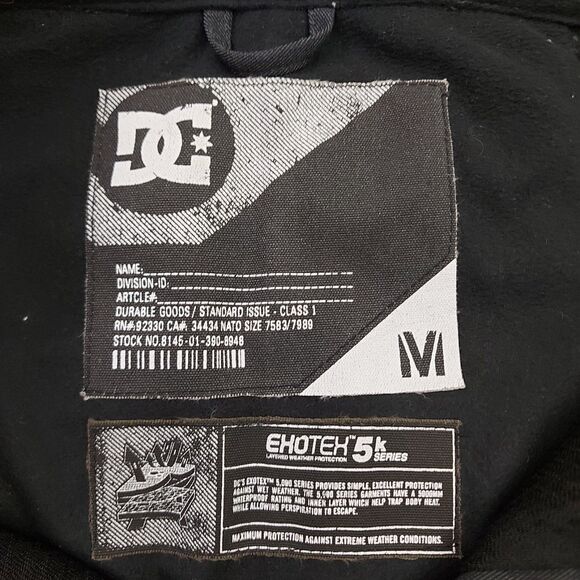 DC
NAME:
DIVISION-ID:
ARTCLE#:
DURABLE GOODS / STANDARD ISSUE - CLASS 1
RN#:92330 CA#: 34434 NATO SIZE 7583/7989
STOCK NO.8145-01-390-8948
M
EXOTEX™ 5K
LAYERED WEATHER PROTECTION SERIES
DC'S EXOTEX™ 5,000 SERIES PROVIDES SIMPLE, EXCELLENT PROTECTION
AGAINST WET WEATHER. THE 5,000 SERIES GARMENTS HAVE A 5000MM
WATERPROOF RATING AND INNER LAYER WHICH HELP TRAP BODY HEAT,
WHILE ALLOWING PERSPIRATION TO ESCAPE.
MAXIMUM PROTECTION AGAINST EXTREME WEATHER CONDITIONS.